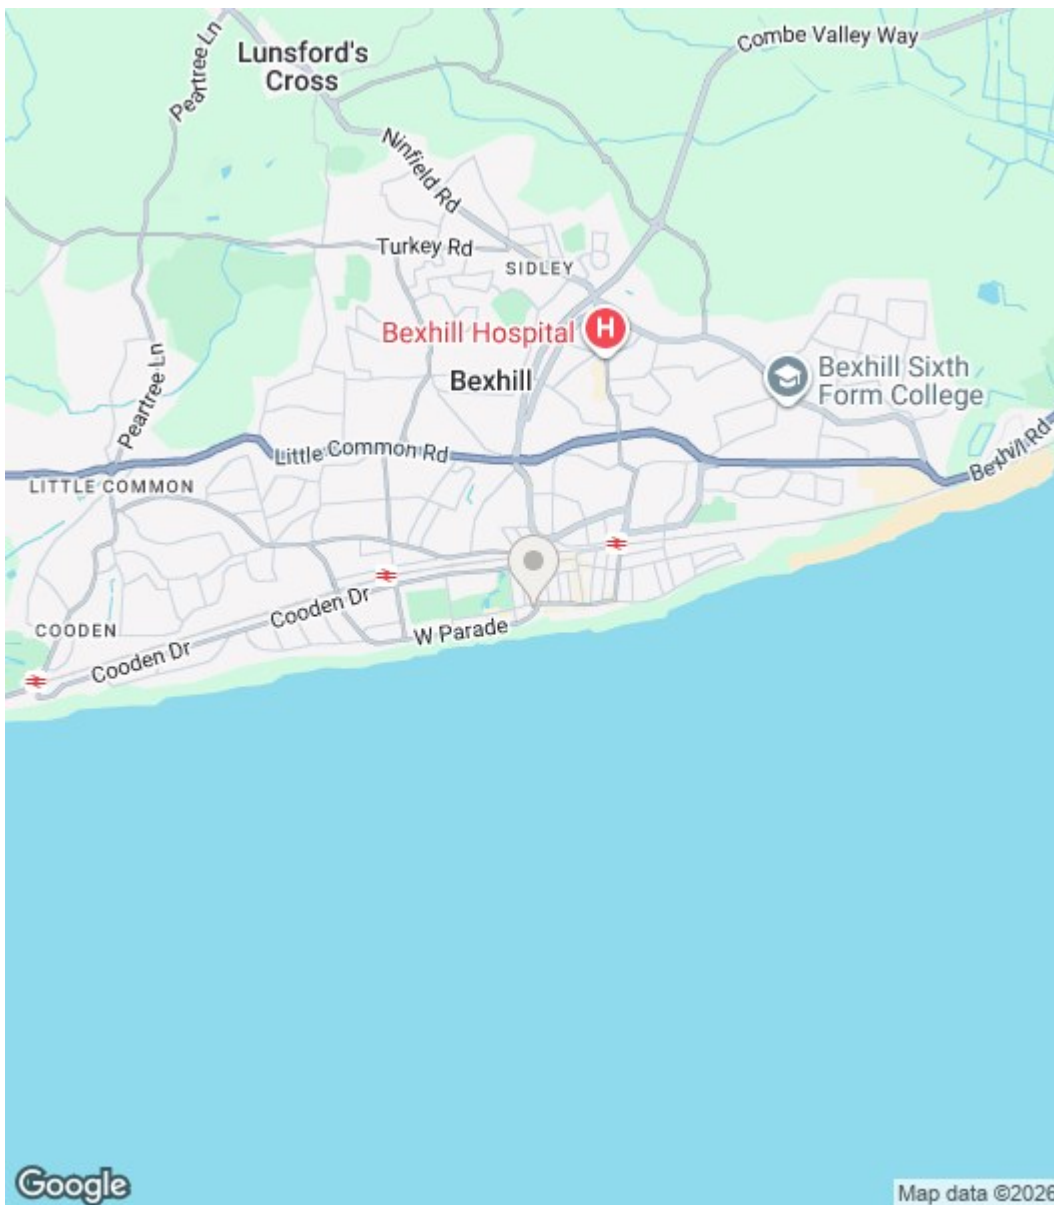 Combe Valley Way
Lunsford's
Cross
Peartree Ln
Ninfield Rd
Turkey Rd
SIDLEY
Bexhill Hospital
H
Bexhill
Bexhill Sixth
Form College
Peartree Ln
Little Common Rd
Bexhill Rd
LITTLE COMMON
Cooden Dr
W Parade
COODEN
Cooden Dr
Google
Map data ©2026